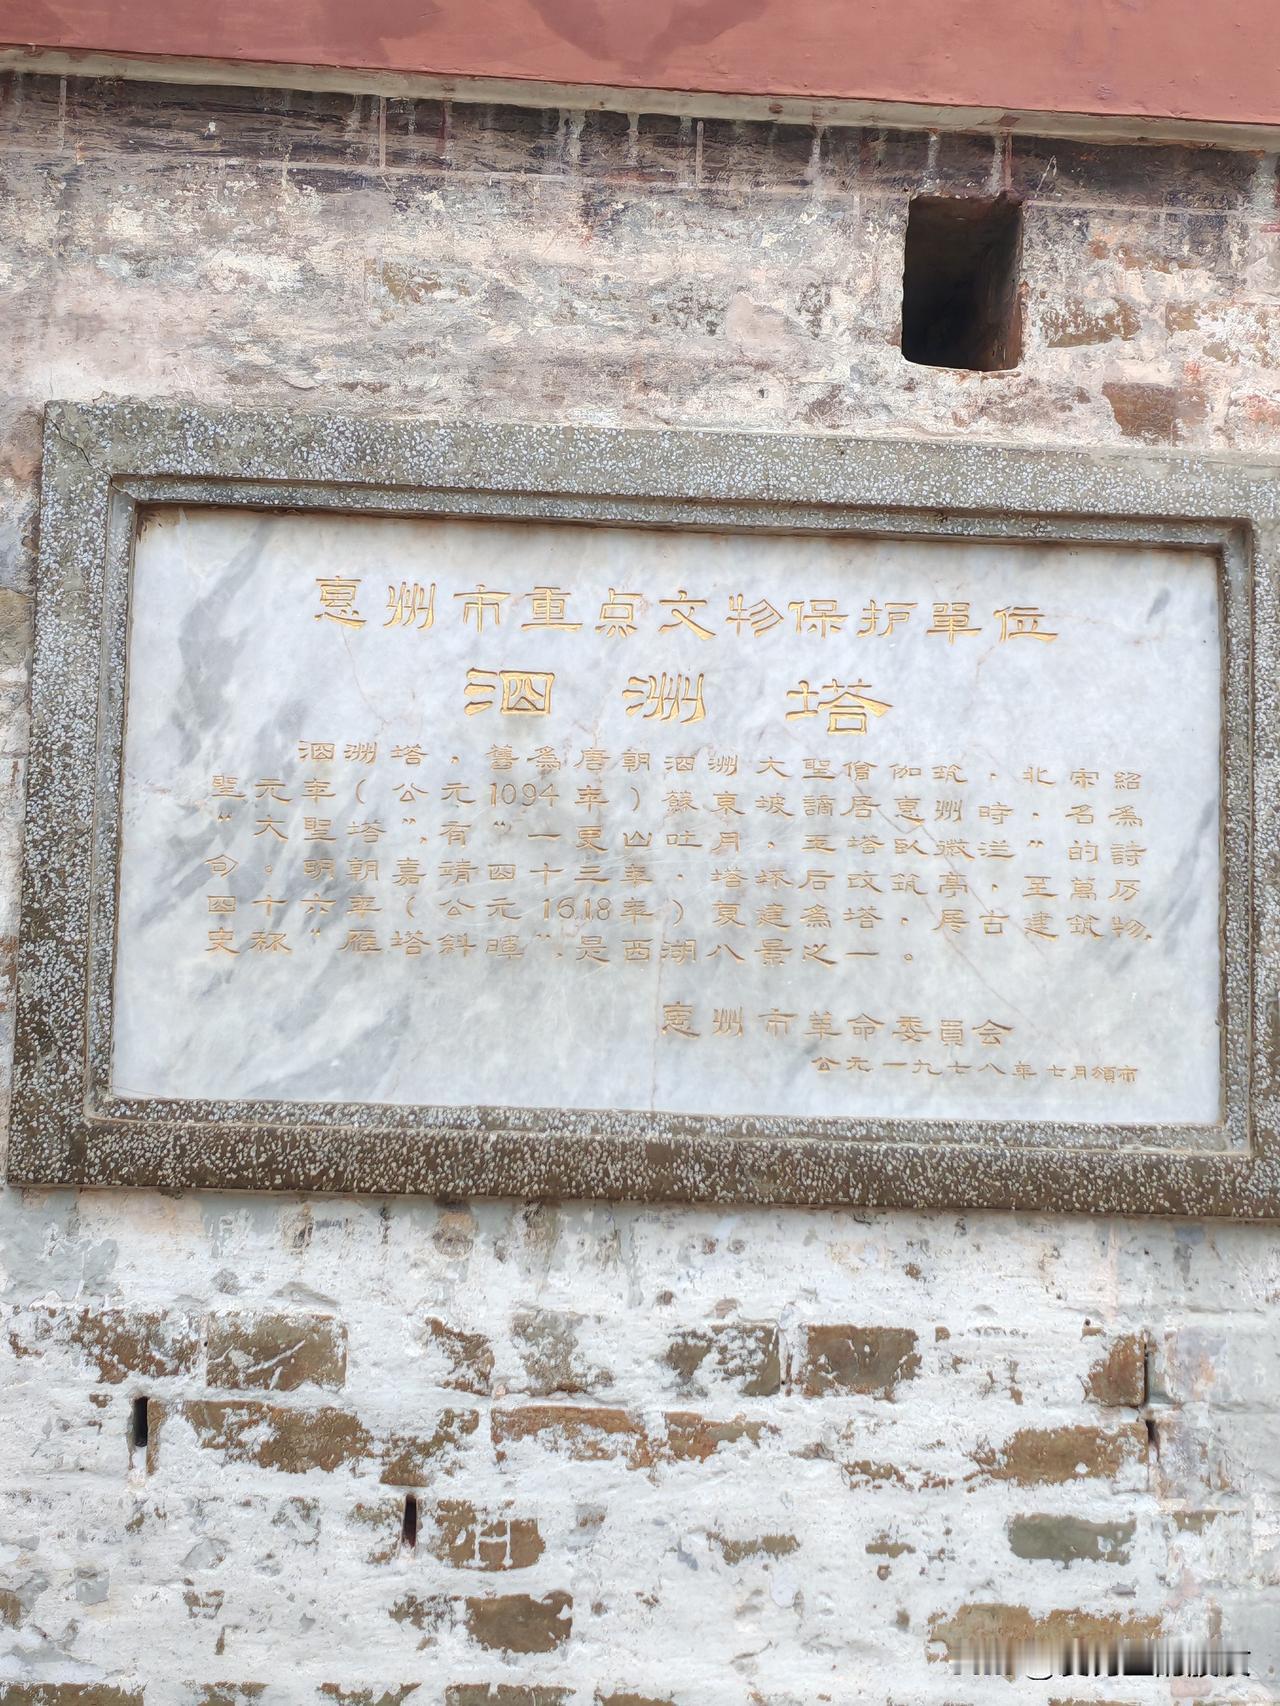 惠州市重点文物保护單位
泗洲塔
泗洲塔，舊爲唐朝泗洲大聖僧伽筑，北宋紹
聖元年（公元1094年）蘇東坡謫居惠州時，名爲
“大聖塔”，有“一更山吐月，玉塔臥微瀾”的詩
句。明朝嘉靖四十三年，塔坏后改筑亭，至萬历
四十六年（公元1618年）复建爲塔，居古建筑物，
史称“雁塔斜暉”，是西湖八景之一。
惠州市革命委員会
公元一九七八年七月頒布